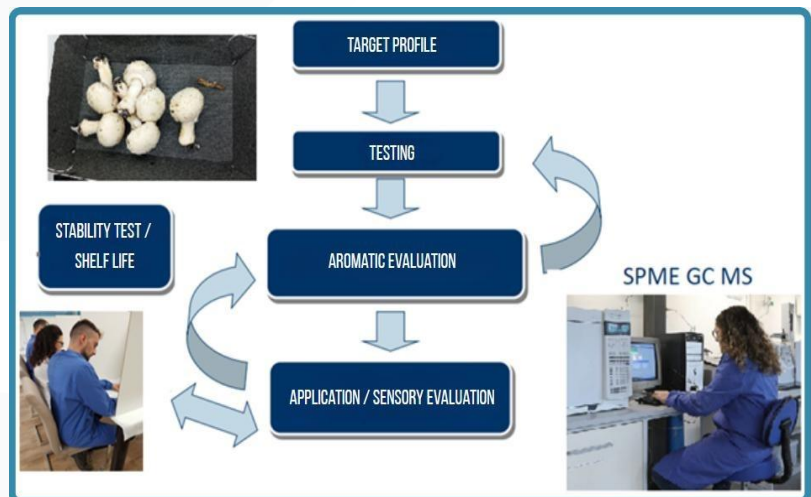 TARGET PROFILE
TESTING
STABILITY TEST /
SHELF LIFE
AROMATIC EVALUATION
SPME GC MS
APPLICATION / SENSORY EVALUATION